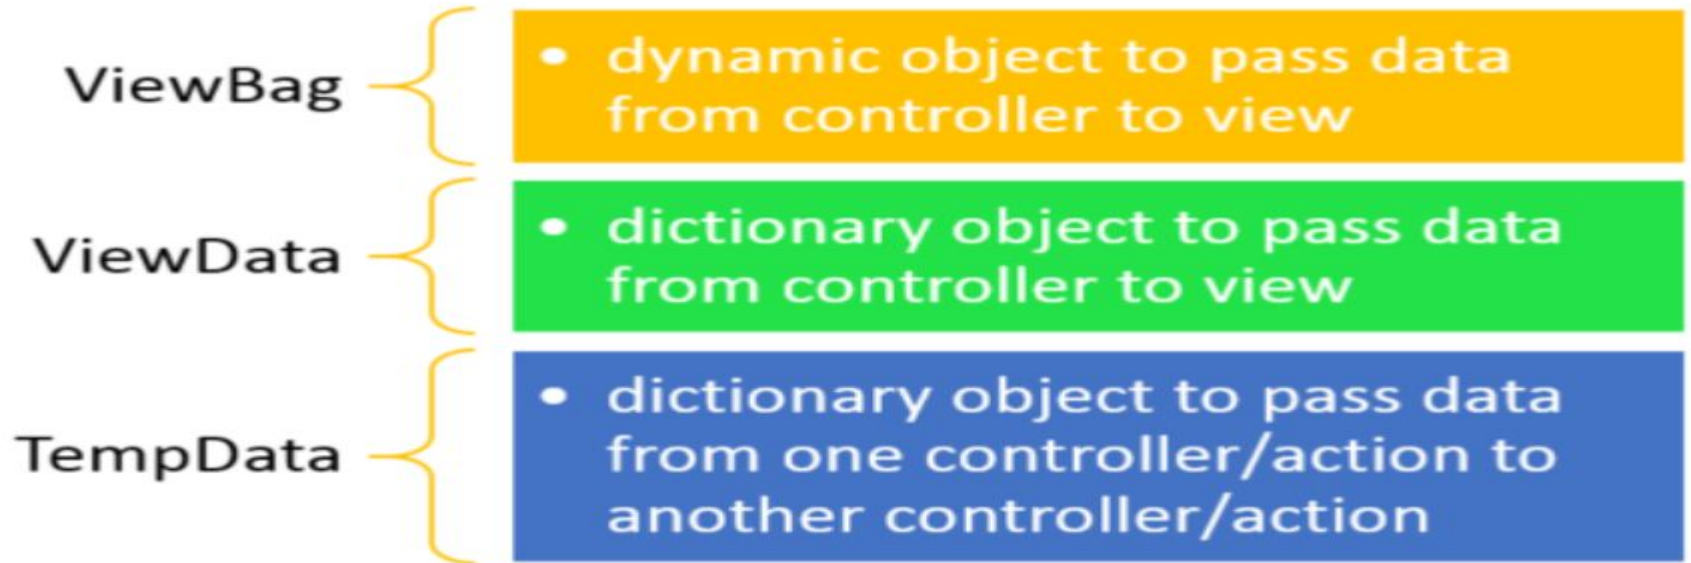 ViewBag
• dynamic object to pass data
from controller to view
ViewData
• dictionary object to pass data
from controller to view
TempData
• dictionary object to pass data
from one controller/action to
another controller/action